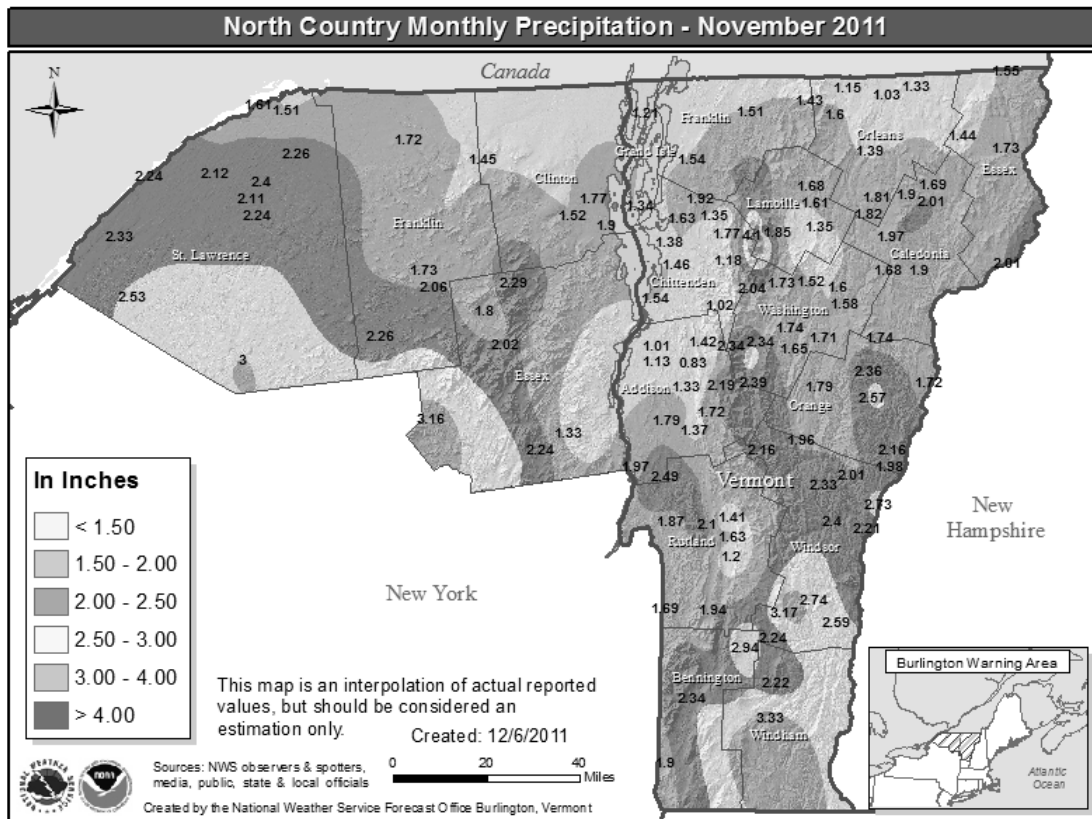 North Country Monthly Precipitation - November 2011
N
Canada
1.55
1.15
1.33
1.03
1.43
1.61
1.51
1.21
Franklin
1.51
1.6
Orleans
1.44
1.72
1.39
1.73
Essex
2.26
1.45
Grand Isle
1.54
2.24
2.12
2.4
Clinton
1.77
1.68
1.69
2.11
1.34
1.92
Lamoille
1.61
1.81
1.9
2.01
2.24
Franklin
1.52
1.9
1.63
1.35
1.82
2.33
1.38
1.77
4.1
1.85
1.35
1.97
St. Lawrence
1.46
1.18
Caledonia
2.01
1.73
2.06
2.29
Chittenden
2.04
1.73
1.52
1.6
1.68
1.9
2.53
1.8
1.54
1.02
Washington
1.58
2.26
2.02
1.01
1.42
2.34
2.34
1.74
1.65
1.71
1.74
3
Essex
1.13
0.83
2.36
Addison
1.33
2.19
2.39
1.79
1.72
3.16
1.33
1.79
1.72
1.37
Orange
2.57
2.24
2.16
1.96
2.16
1.97
2.49
Vermont
2.33
2.01
1.98
2.73
1.87
2.1
1.41
2.4
2.21
Rutland
1.63
Windsor
1.2
New
Hampshire
New York
1.69
1.94
3.17
2.74
2.59
2.94
2.24
Bennington
2.22
2.34
3.33
Windham
1.9
In Inches
< 1.50
1.50 - 2.00
2.00 - 2.50
2.50 - 3.00
3.00 - 4.00
> 4.00
This map is an interpolation of actual reported
values, but should be considered an
estimation only.
Created: 12/6/2011
Sources: NWS observers & spotters,
media, public, state & local officials
0 20 40
Miles
Created by the National Weather Service Forecast Office Burlington, Vermont
noaa
Burlington Warning Area
Atlantic
Ocean